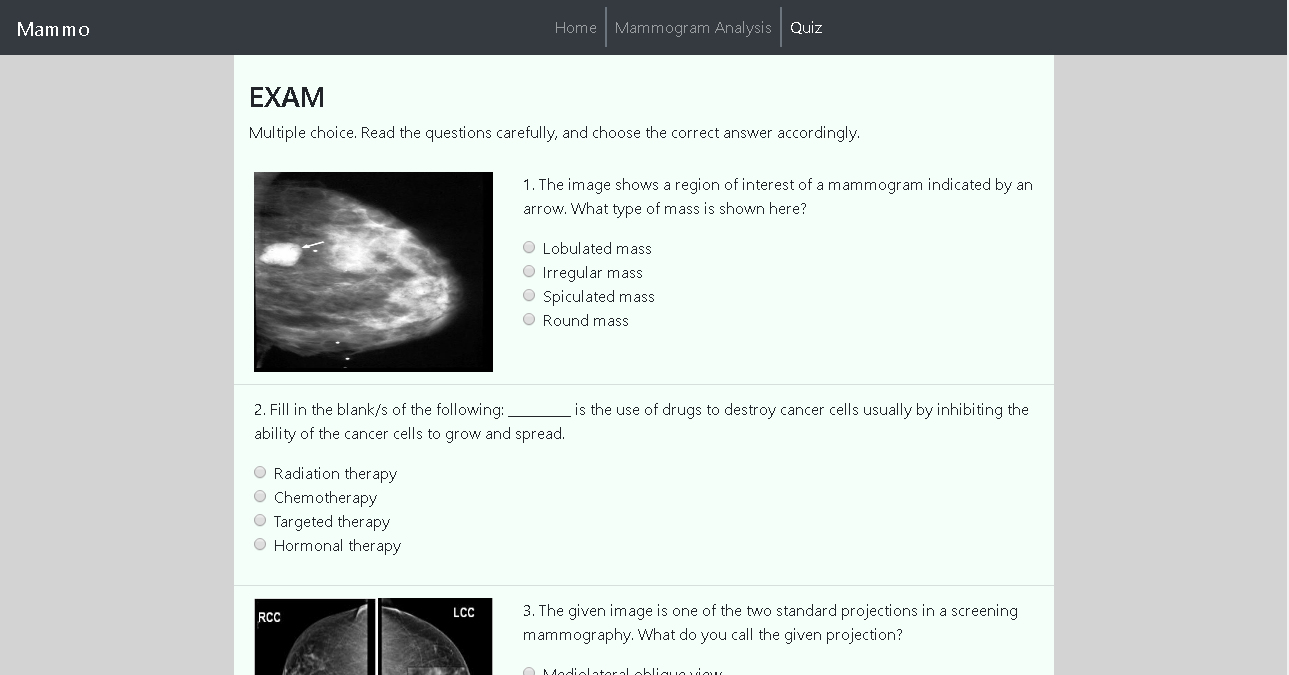 Mammo
Home
Mammogram Analysis
Quiz
EXAM
Multiple choice. Read the questions carefully, and choose the correct answer accordingly.
1. The image shows a region of interest of a mammogram indicated by an
arrow. What type of mass is shown here?
Lobulated mass
Irregular mass
Spiculated mass
Round mass
2. Fill in the blank/s of the following: ________ is the use of drugs to destroy cancer cells usually by inhibiting the
ability of the cancer cells to grow and spread.
Radiation therapy
Chemotherapy
Targeted therapy
Hormonal therapy
RCC
LCC
3. The given image is one of the two standard projections in a screening
mammography. What do you call the given projection?
Mediolateral oblique view